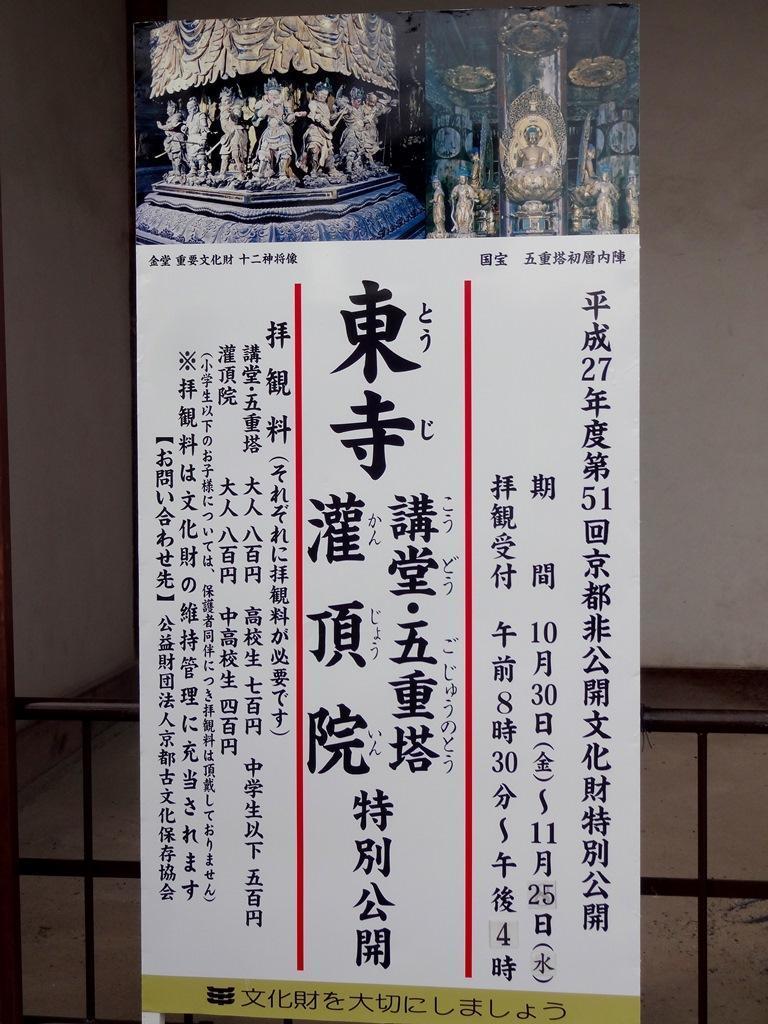 金堂 重要文化財 十二神将像
国宝 五重塔初層内陣
平成27年度第51回京都非公開文化財特別公開
期間 10月30日(金)～11月25日(水)
拝観受付 午前8時30分～午後4時
とうじ
東寺
こうどう ごじゅうのとう
講堂・五重塔
かんじょういん
灌頂院
特別公開
拝観料(それぞれに拝観料が必要です)
講堂・五重塔 大人 八百円 高校生 七百円 中学生以下 五百円
灌頂院 大人 八百円 中高校生 四百円
(小学生以下のお子様については、保護者同伴につき拝観料は頂戴しておりません)
※拝観料は文化財の維持管理に充当されます
【お問い合わせ先】公益財団法人京都古文化保存協会
文化財を大切にしましょう